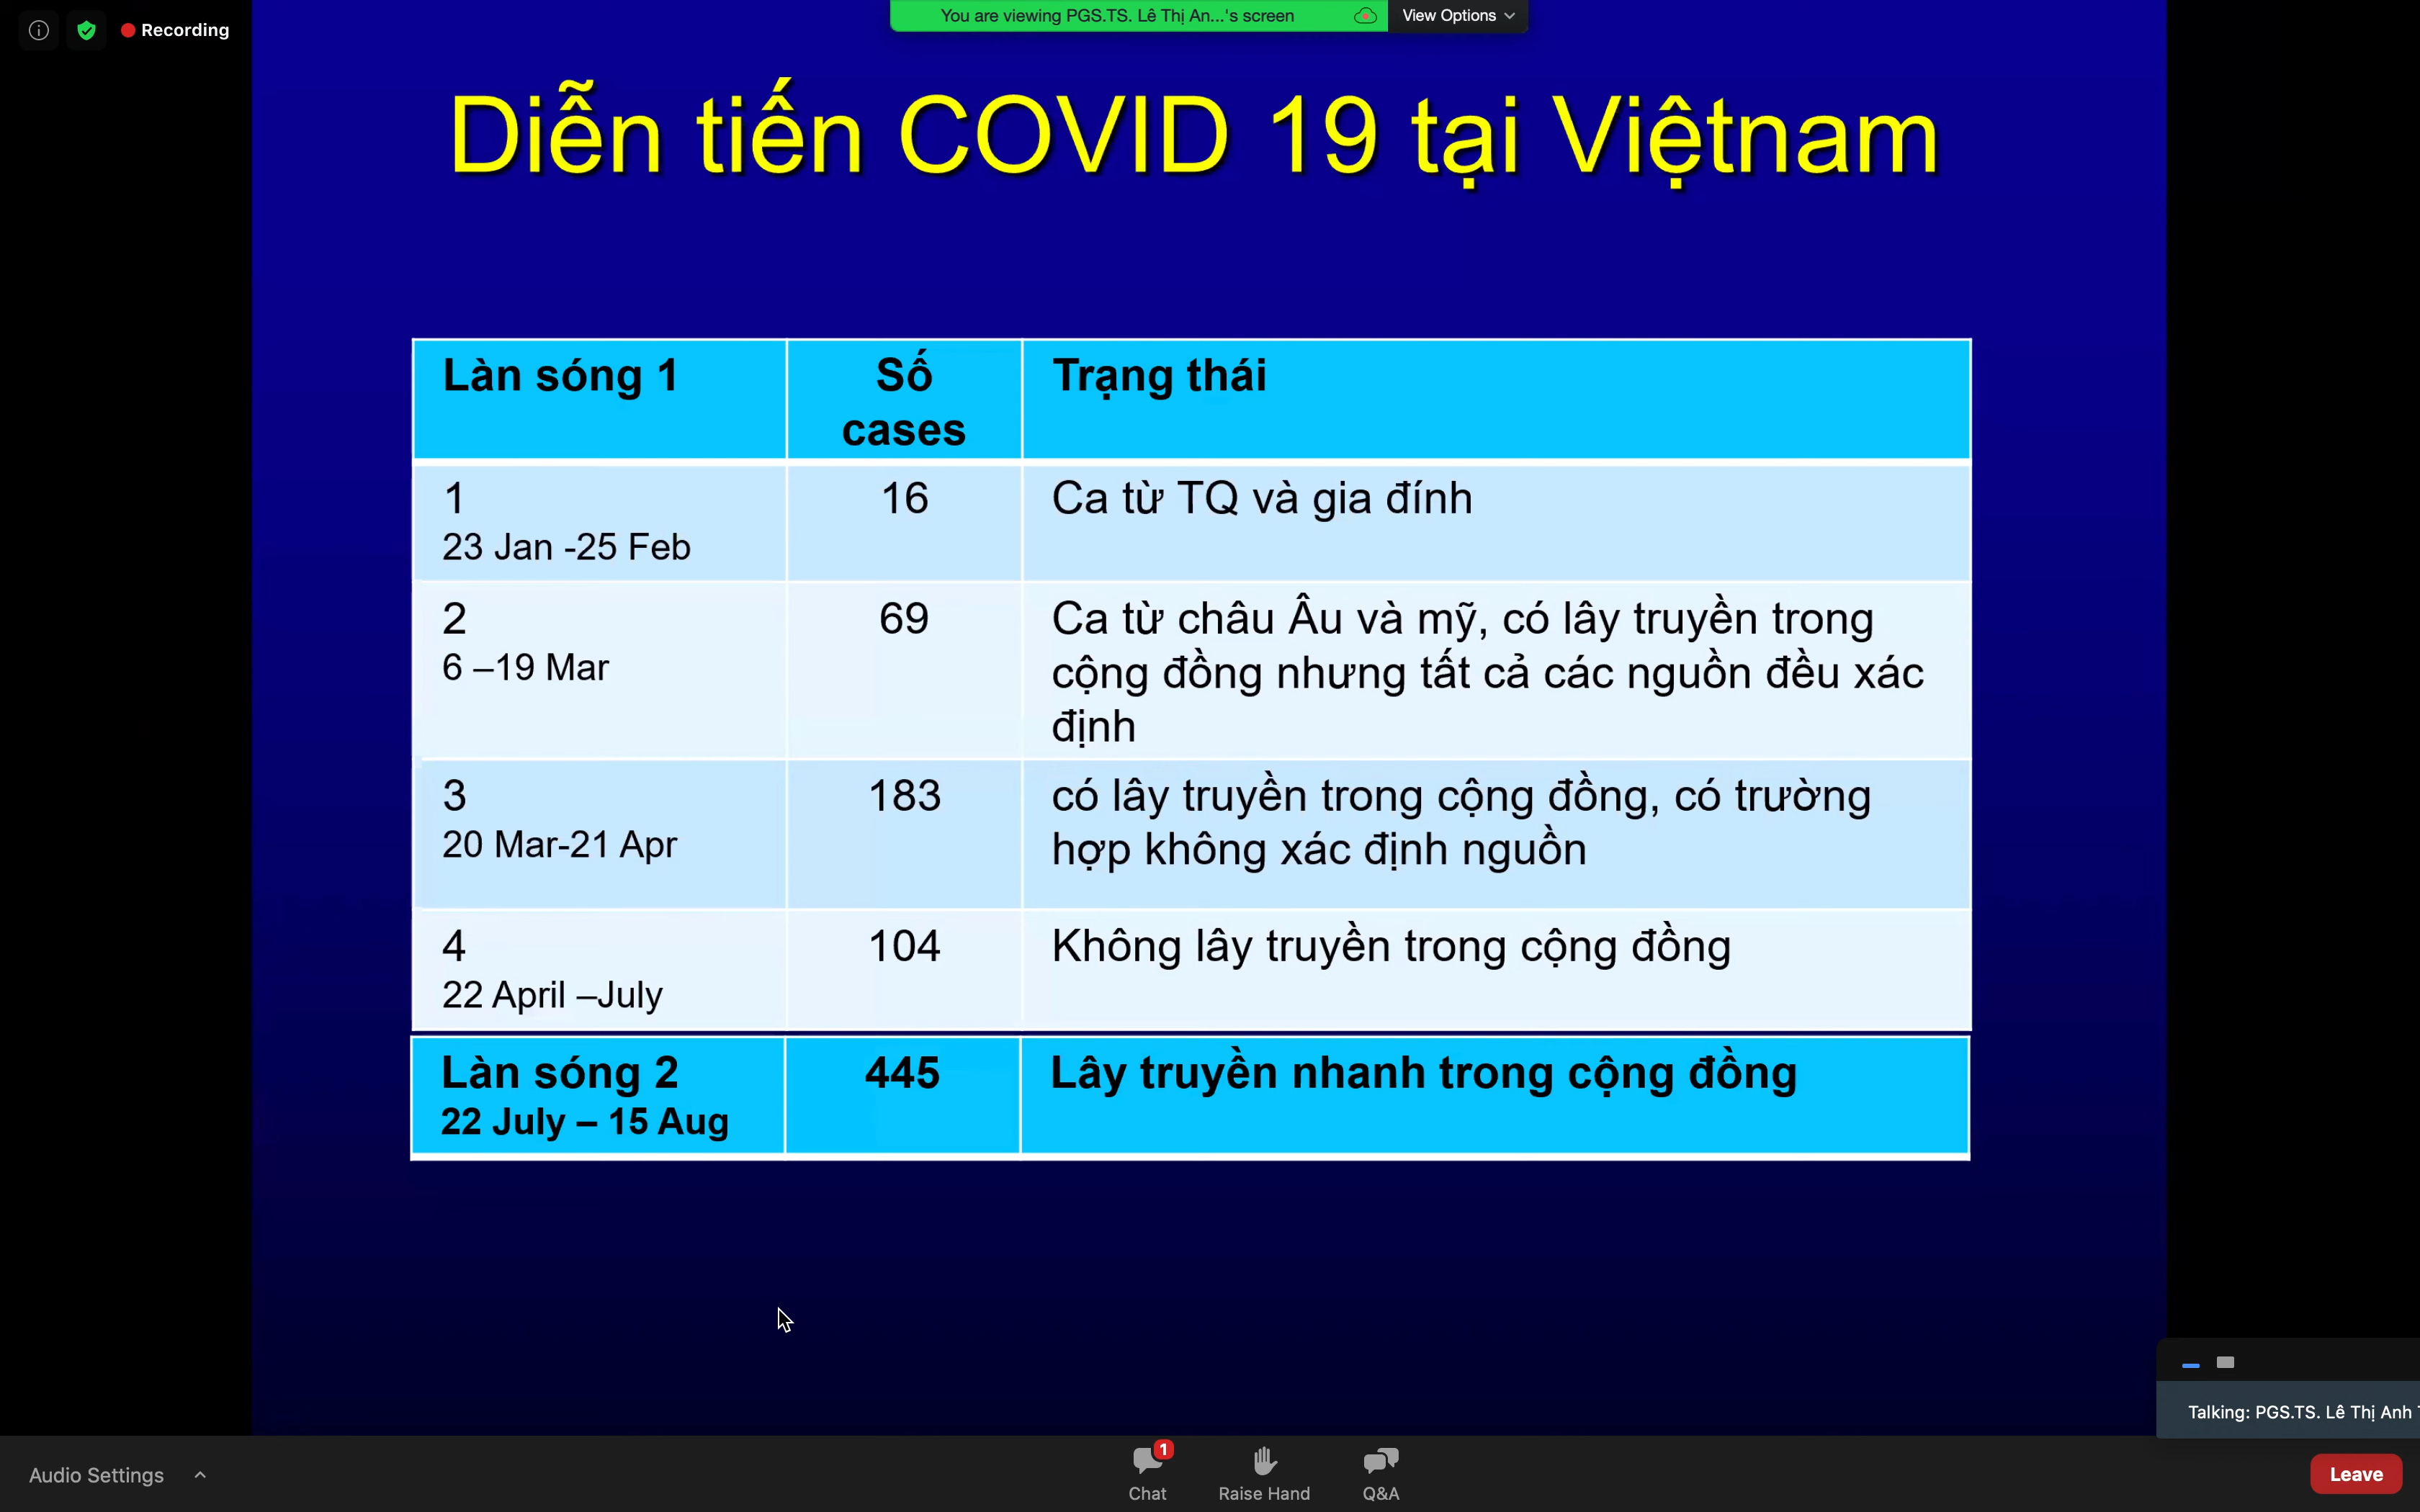 Recording
You are viewing PGS.TS. Lê Thị An...'s screen
View Options
Diễn tiến COVID 19 tại Việtnam
Làn sóng 1
Số
cases
Trạng thái
1
23 Jan -25 Feb
16
Ca từ TQ và gia đính
2
6 –19 Mar
69
Ca từ châu Âu và mỹ, có lây truyền trong
cộng đồng nhưng tất cả các nguồn đều xác
định
3
20 Mar-21 Apr
183
có lây truyền trong cộng đồng, có trường
hợp không xác định nguồn
4
22 April –July
104
Không lây truyền trong cộng đồng
Làn sóng 2
22 July – 15 Aug
445
Lây truyền nhanh trong cộng đồng
Talking: PGS.TS. Lê Thị Anh
Audio Settings
1
Chat
Raise Hand
Q&A
Leave